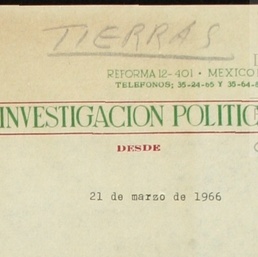 TIERRAS
REFORMA 12-401 • MEXICO
TELEFONOS; 35-24-65 Y 35-64-
INVESTIGACION POLITIC
DESDE
21 de marzo de 1966